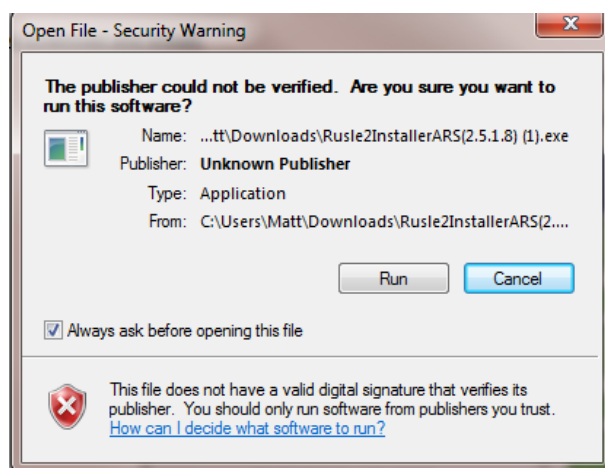 Open File - Security Warning
The publisher could not be verified. Are you sure you want to
run this software?
Name: ...tt\Downloads\Rusle2InstallerARS(2.5.1.8) (1).exe
Publisher: Unknown Publisher
Type: Application
From: C:\Users\Matt\Downloads\Rusle2InstallerARS(2....
Run Cancel
Always ask before opening this file
This file does not have a valid digital signature that verifies its
publisher. You should only run software from publishers you trust.
How can I decide what software to run?